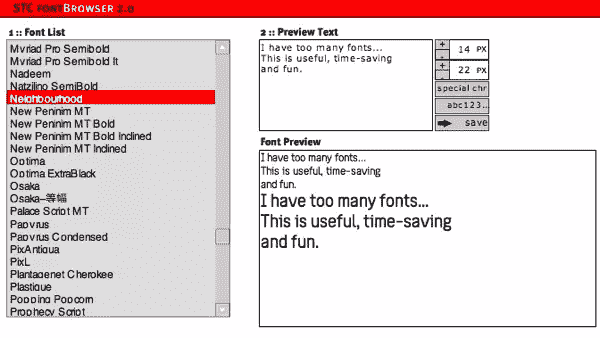 STC FONTBROWSER 2.0
1 :: Font List
Myriad Pro Semibold
Myriad Pro Semibold It
Nadeem
Natzilino SemiBold
Neighbourhood
New Peninim MT
New Peninim MT Bold
New Peninim MT Bold Inclined
New Peninim MT Inclined
Optima
Optima ExtraBlack
Osaka
Osaka–等幅
Palace Script MT
Papyrus
Papyrus Condensed
PixAntiqua
PixL
Plantagenet Cherokee
Plastique
Popping Popcorn
Prophecy Script
2 :: Preview Text
I have too many fonts...
This is useful, time-saving
and fun.
+
-
14 PX
+
-
22 PX
special chr
abc123..
save
Font Preview
I have too many fonts...
This is useful, time-saving
and fun.
I have too many fonts...
This is useful, time-saving
and fun.